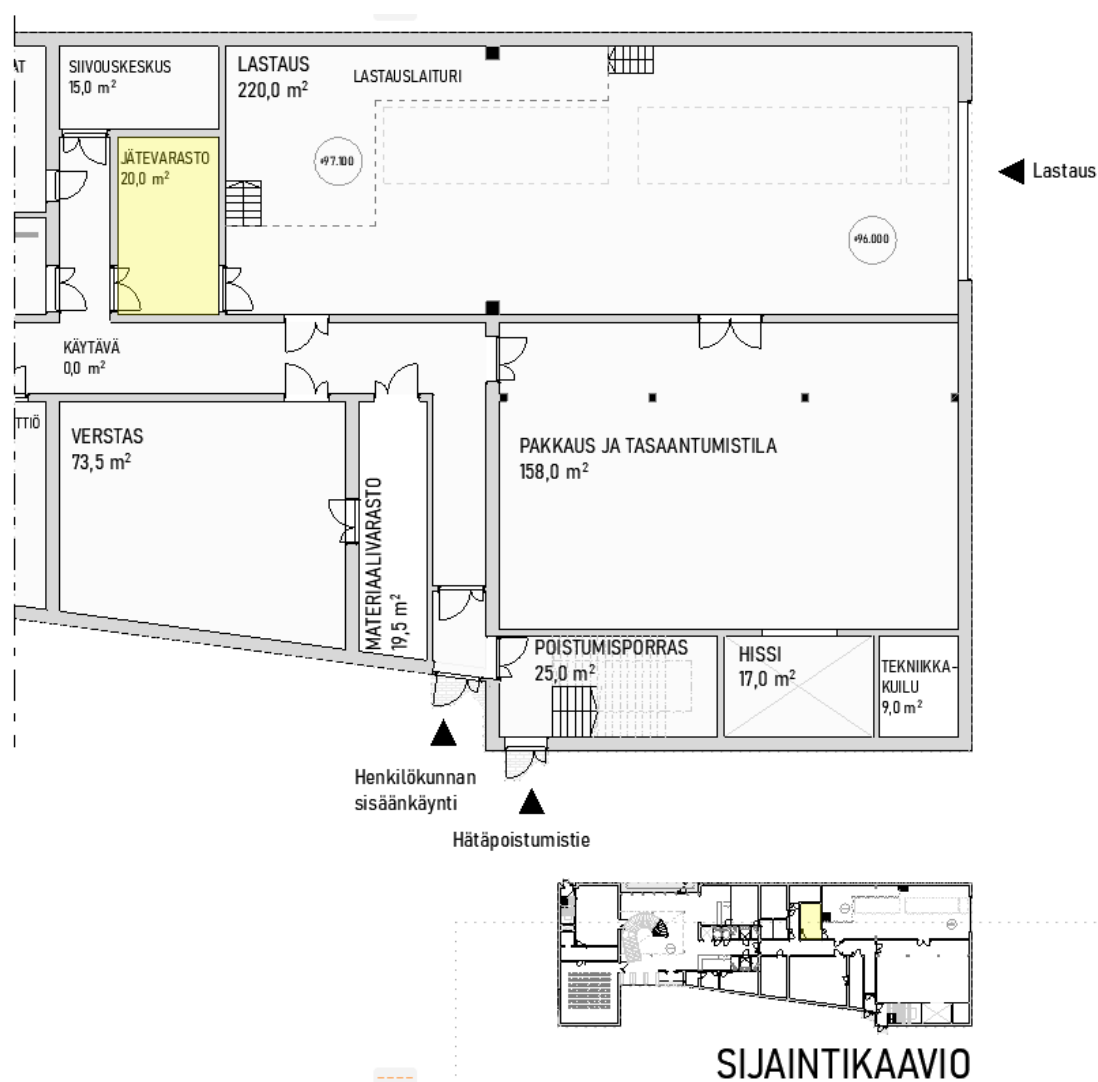 AT
SIIVOUSKESKUS
15,0 m²
LASTAUS
220,0 m²
LASTAUSLAITURI
JÄTEVARASTO
20,0 m²
+97.100
Lastaus
+96.000
KÄYTÄVÄ
0,0 m²
TTIÖ
VERSTAS
73,5 m²
MATERIAALIVARASTO
19,5 m²
PAKKAUS JA TASAANTUMISTILA
158,0 m²
POISTUMISPORRAS
25,0 m²
HISSI
17,0 m²
TEKNIIKKA-
KUILU
9,0 m²
Henkilökunnan
sisäänkäynti
Hätäpoistumistie
SIJAINTIKAAVIO